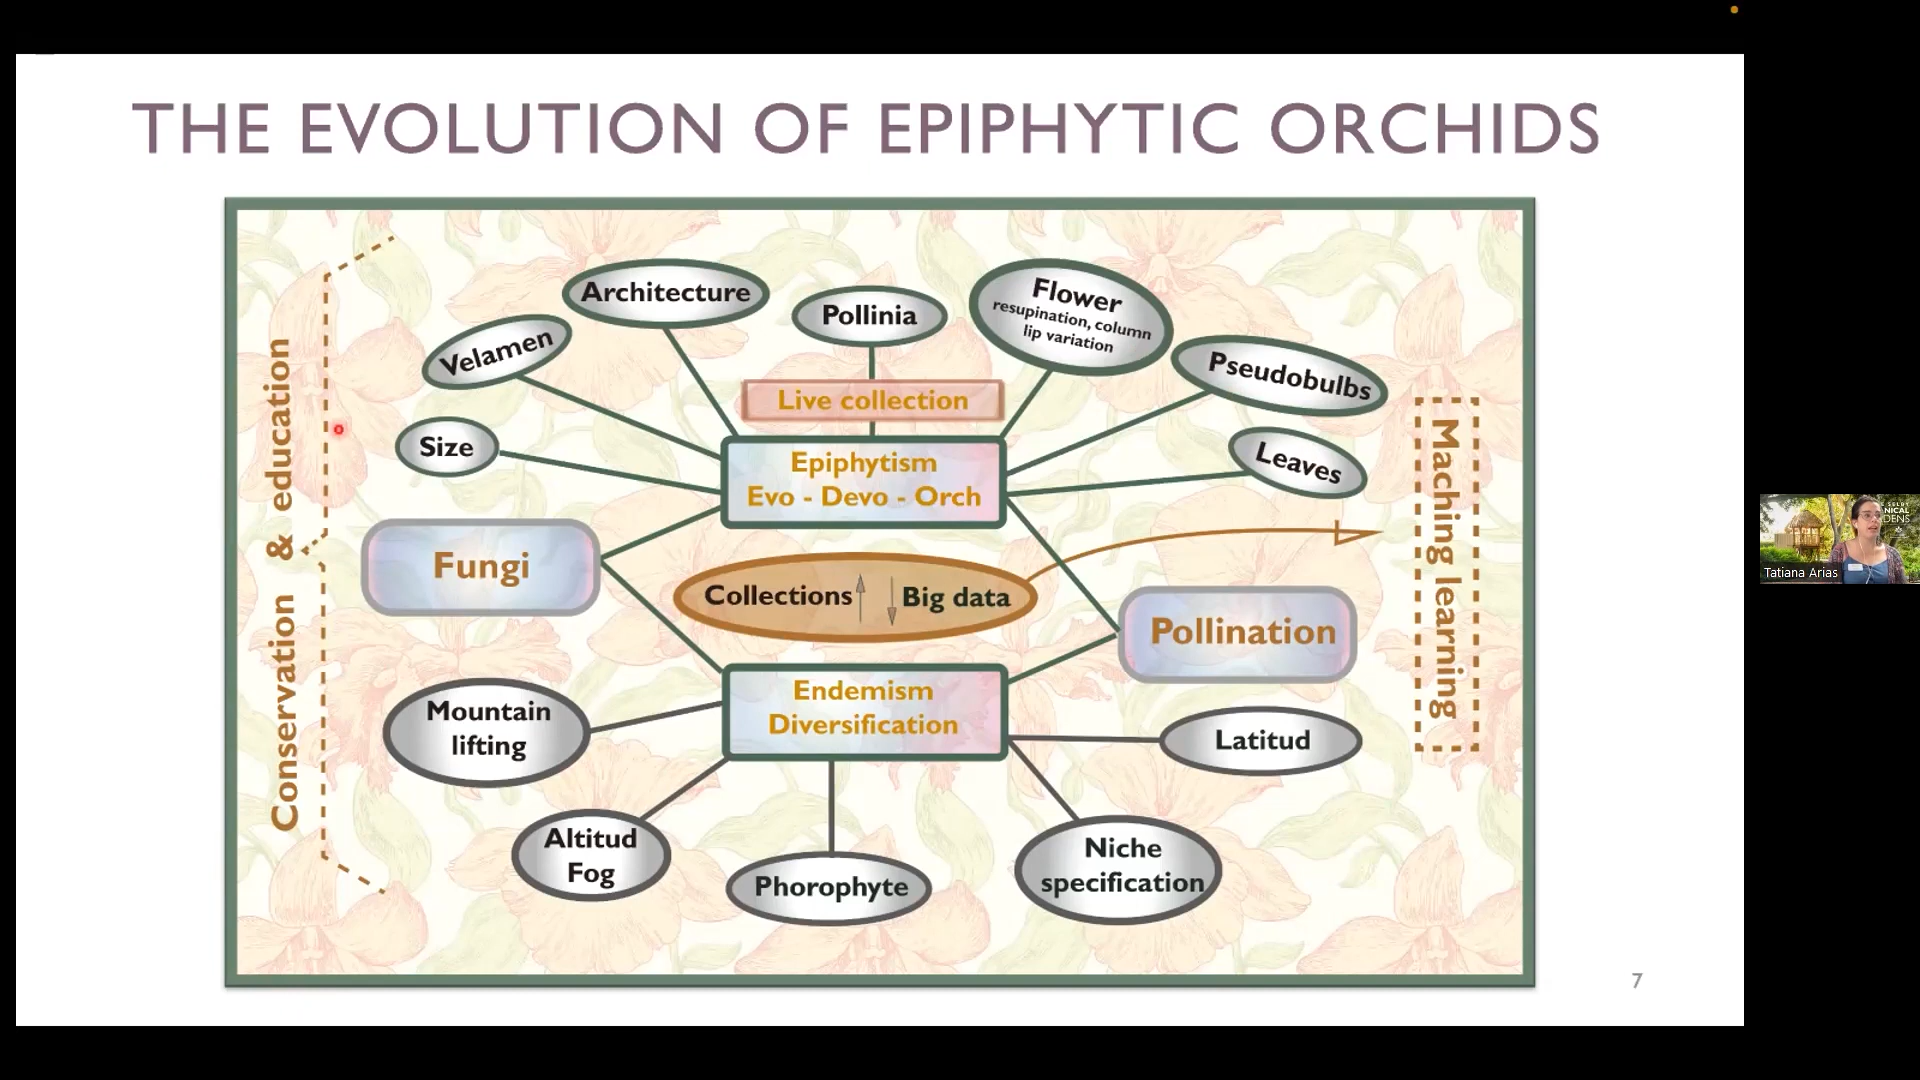 THE EVOLUTION OF EPIPHYTIC ORCHIDS
Conservation & education
Architecture
Pollinia
Flower
resupination, column
lip variation
Velamen
Pseudobulbs
Size
Live collection
Leaves
Epiphytism
Evo - Devo - Orch
Fungi
Collections
Big data
Pollination
Maching learning
Endemism
Diversification
Mountain
lifting
Latitud
Altitud
Fog
Phorophyte
Niche
specification
7
NICAL
DENS
Tatiana Arias